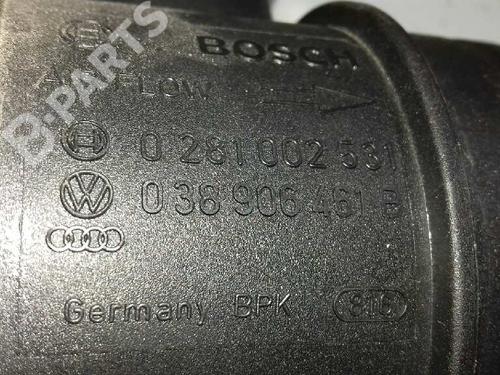 BOSCH
AIR FLOW
0 281 002 531
038 906 461 B
Germany BPK 816
B-PARTS